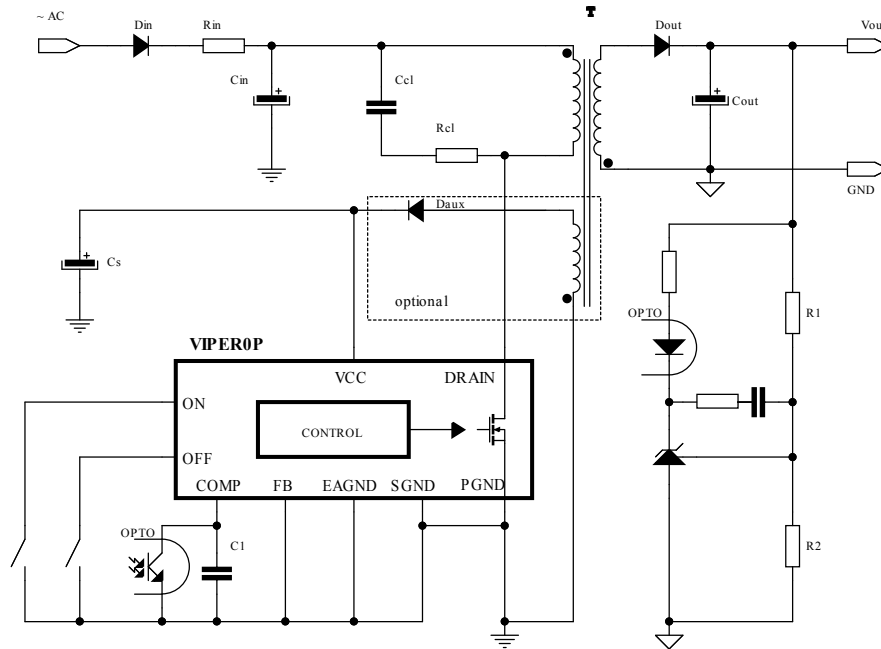 T
~ AC
Din
Rin
Dout
Vou
Cin
Ccl
Cout
Rcl
GND
Daux
Cs
optional
OPTO
R1
VIPER0P
VCC
DRAIN
ON
CONTROL
OFF
COMP
FB
EAGND
SGND
PGND
OPTO
C1
R2